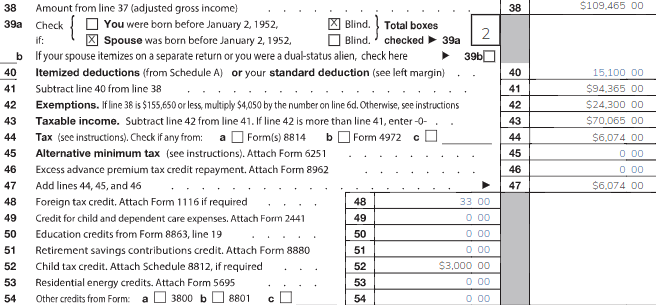 38 Amount from line 37 (adjusted gross income) . . . . . . . . . . . . . . 38 $109,465 00
39a Check { ☐ You were born before January 2, 1952, ☒ Blind. } Total boxes
if: ☒ Spouse was born before January 2, 1952, ☐ Blind. checked ▶ 39a 2
b If your spouse itemizes on a separate return or you were a dual-status alien, check here ▶ 39b ☐
40 Itemized deductions (from Schedule A) or your standard deduction (see left margin) . . 40 15,100 00
41 Subtract line 40 from line 38 . . . . . . . . . . . . . . 41 $94,365 00
42 Exemptions. If line 38 is $155,650 or less, multiply $4,050 by the number on line 6d. Otherwise, see instructions 42 $24,300 00
43 Taxable income. Subtract line 42 from line 41. If line 42 is more than line 41, enter -0- . . 43 $70,065 00
44 Tax (see instructions). Check if any from: a ☐ Form(s) 8814 b ☐ Form 4972 c ☐ 44 $6,074 00
45 Alternative minimum tax (see instructions). Attach Form 6251 . . . . . . . . 45 0 00
46 Excess advance premium tax credit repayment. Attach Form 8962 . . . . . . . . 46 0 00
47 Add lines 44, 45, and 46 . . . . . . . . . . . . . . ▶ 47 $6,074 00
48 Foreign tax credit. Attach Form 1116 if required . . . . 48 33 00
49 Credit for child and dependent care expenses. Attach Form 2441 49 0 00
50 Education credits from Form 8863, line 19 . . . . 50 0 00
51 Retirement savings contributions credit. Attach Form 8880 51 0 00
52 Child tax credit. Attach Schedule 8812, if required . . . 52 $3,000 00
53 Residential energy credits. Attach Form 5695 . . . . 53 0 00
54 Other credits from Form: a ☐ 3800 b ☐ 8801 c ☐ 54 0 00